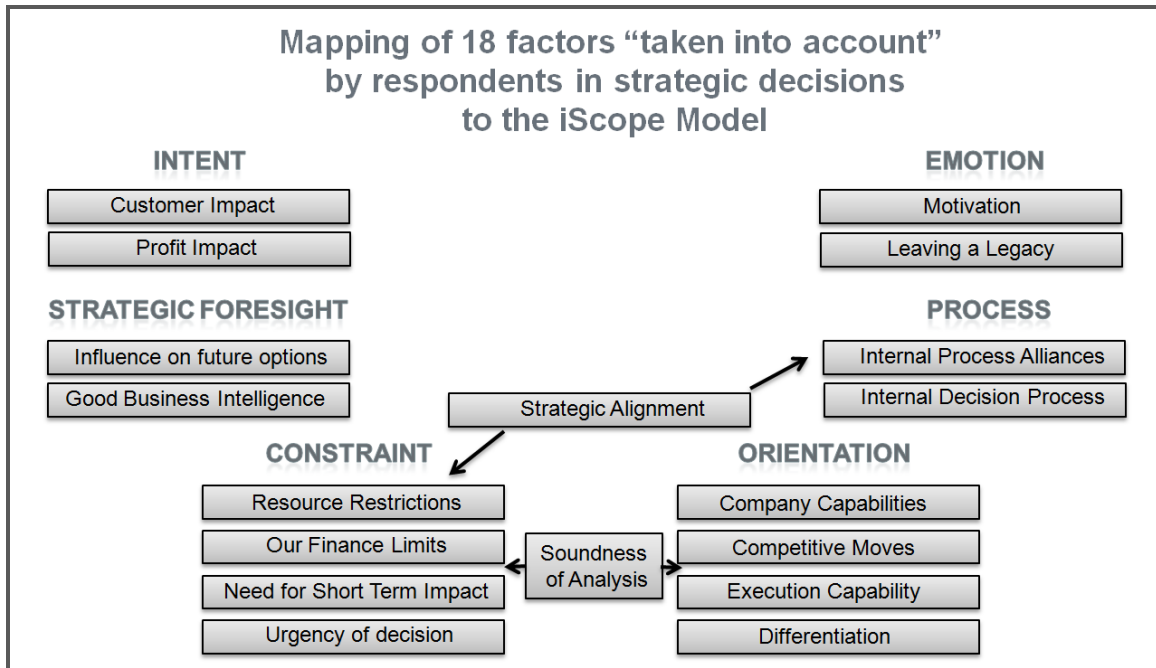 Mapping of 18 factors “taken into account”
by respondents in strategic decisions
to the iScope Model
INTENT
Customer Impact
Profit Impact
EMOTION
Motivation
Leaving a Legacy
STRATEGIC FORESIGHT
Influence on future options
Good Business Intelligence
PROCESS
Internal Process Alliances
Internal Decision Process
Strategic Alignment
CONSTRAINT
Resource Restrictions
Our Finance Limits
Need for Short Term Impact
Urgency of decision
Soundness
of Analysis
ORIENTATION
Company Capabilities
Competitive Moves
Execution Capability
Differentiation